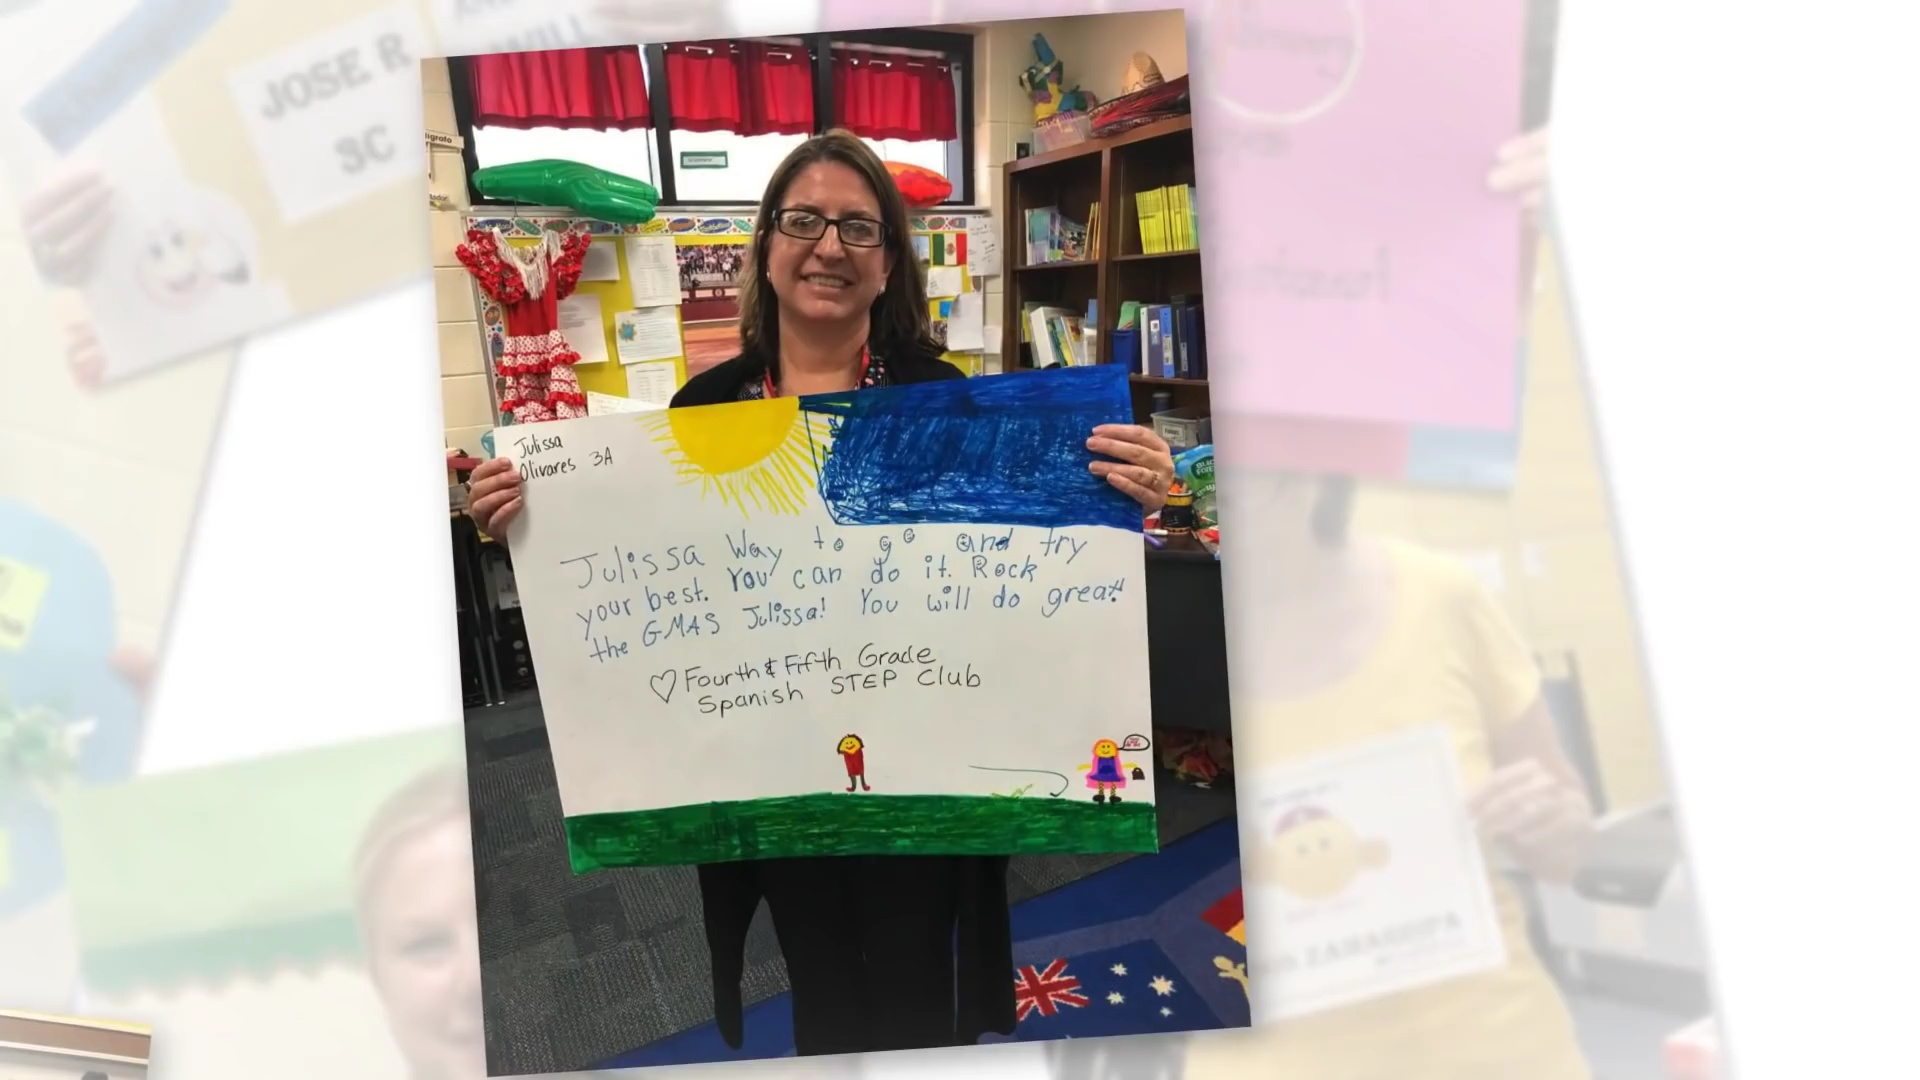 JOSE R
SC
Julissa
Olivares 3A
Julissa Way to go and try
your best. You can do it. Rock
the GMAS Julissa! You will do great!
♡ Fourth & Fifth Grade
Spanish STEP Club